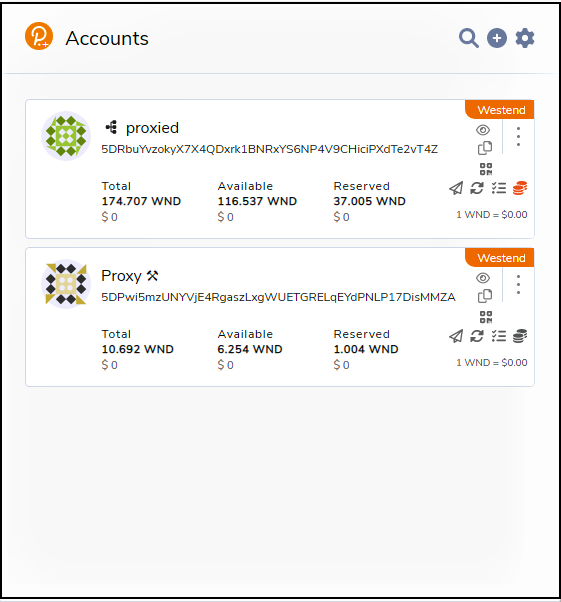 Accounts
Westend
proxied
5DRbuYvzokyX7X4QDxrk1BNRxYS6NP4V9CHiciPXdTe2vT4Z
Total Available Reserved
174.707 WND 116.537 WND 37.005 WND
$ 0 $ 0 $ 0
1 WND = $0.00
Westend
Proxy ⚒
5DPwi5mzUNYVjE4RgaszLxgWUETGRELqEYdPNLP17DisMMZA
Total Available Reserved
10.692 WND 6.254 WND 1.004 WND
$ 0 $ 0 $ 0
1 WND = $0.00